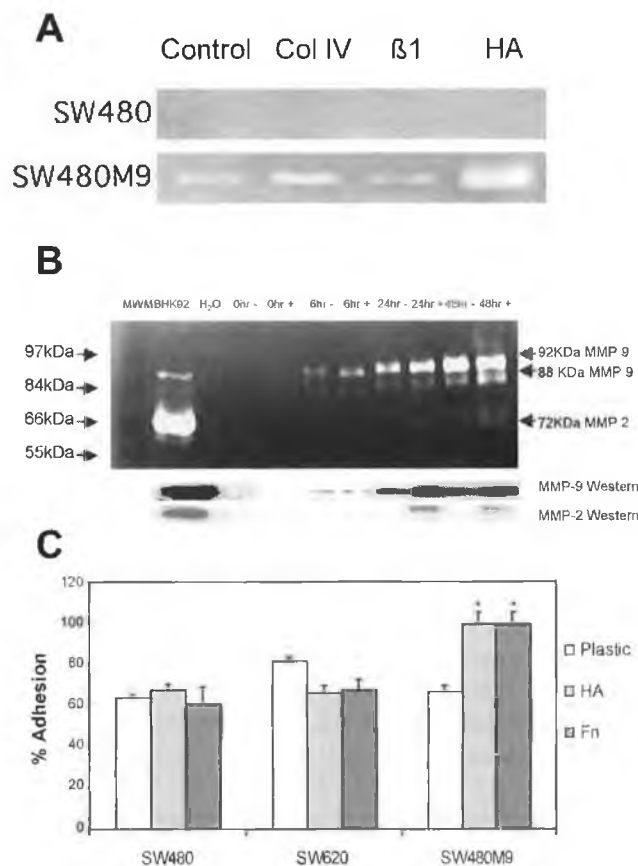 A
Control Col IV ß1 HA
SW480
SW480M9
B
H₂O 0hr - 0hr + 6hr - 6hr + 24hr - 24hr + 48hr - 48hr +
97kDa
84kDa
66kDa
55kDa
92KDa MMP 9
88 KDa MMP 9
72KDa MMP 2
MMP-9 Western
MMP-2 Western
C
120
100
80
60
40
20
0
% Adhesion
* *
Plastic
HA
Fn
SW480 SW620 SW480M9